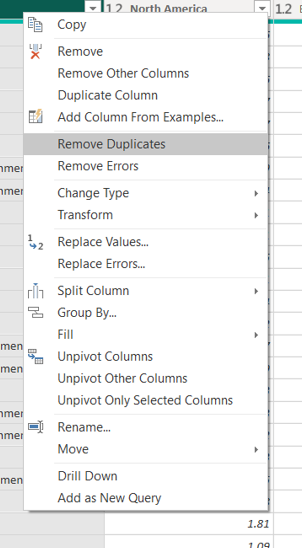 1.2 North America 1.2
Copy
Remove
Remove Other Columns
Duplicate Column
Add Column From Examples...
Remove Duplicates
Remove Errors
Change Type
Transform
Replace Values...
Replace Errors...
Split Column
Group By...
Fill
Unpivot Columns
Unpivot Other Columns
Unpivot Only Selected Columns
Rename...
Move
Drill Down
Add as New Query
1.81
1.09